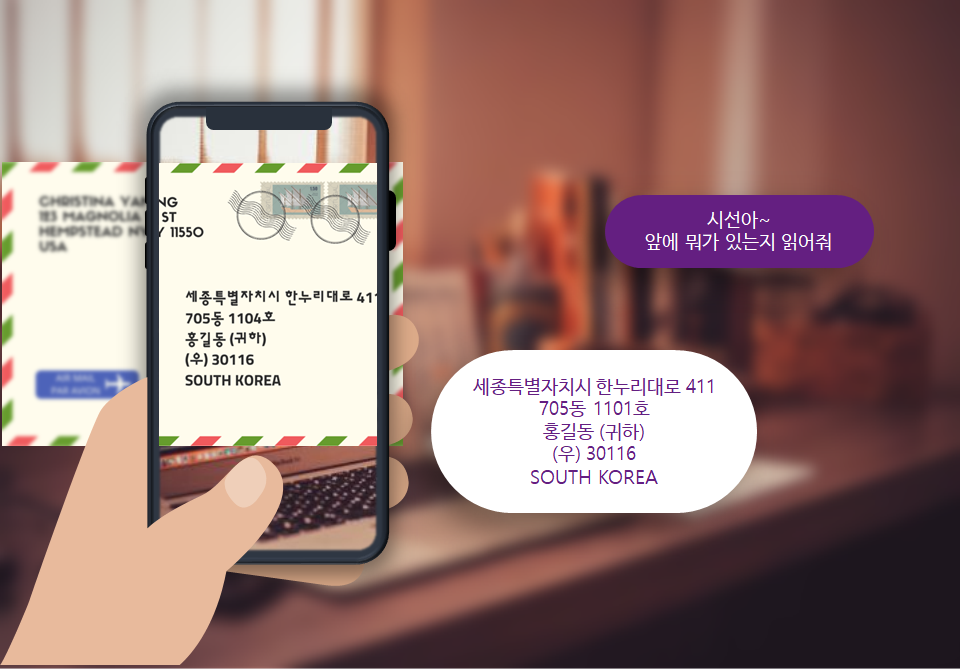 CHRISTINA YANG
1E3 MAGNOLIA ST
HEMPSTEAD NY 11550
USA
세종특별자치시 한누리대로 411
705동 1104호
홍길동 (귀하)
(우) 30116
SOUTH KOREA
AIR MAIL
PAR AVION
시선아~
앞에 뭐가 있는지 읽어줘
세종특별자치시 한누리대로 411
705동 1101호
홍길동 (귀하)
(우) 30116
SOUTH KOREA